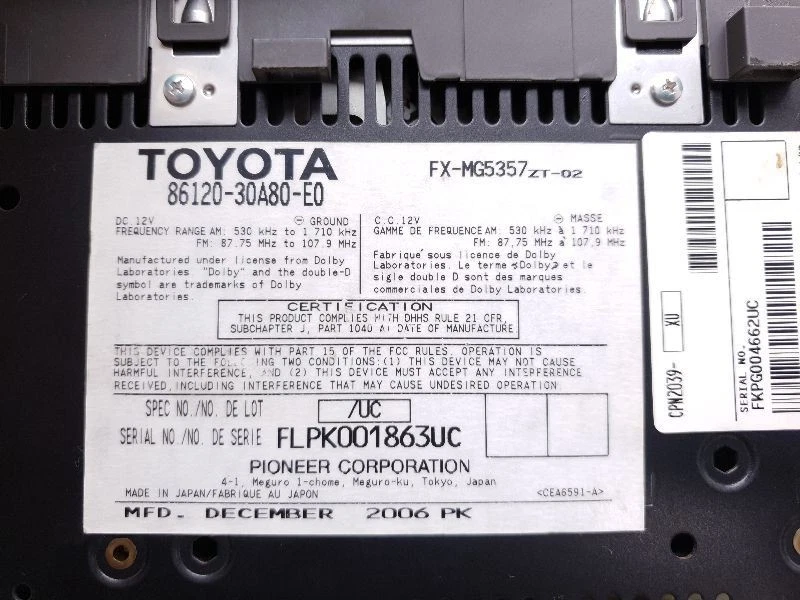 TOYOTA
86120-30A80-E0
FX-MG5357ZT-02
DC. 12V ⊖ GROUND
FREQUENCY RANGE AM: 530 kHz to 1 710 kHz
FM: 87.75 MHz to 107.9 MHz
Manufactured under license from Dolby
Laboratories. "Dolby" and the double-D
symbol are trademarks of Dolby
Laboratories.
C.C. 12V ⊖ MASSE
GAMME DE FREQUENCE AM: 530 kHz à 1 710 kHz
FM: 87,75 MHz à 107,9 MHz
Fabriqué sous licence de Dolby
Laboratories. Le terme «Dolby» et le
sigle double D sont des marques
commerciales de Dolby Laboratories.
CERTIFICATION
THIS PRODUCT COMPLIES WITH DHHS RULE 21 CFR,
SUBCHAPTER J, PART 1040 AT DATE OF MANUFACTURE
THIS DEVICE COMPLIES WITH PART 15 OF THE FCC RULES. OPERATION IS
SUBJECT TO THE FOLLOWING TWO CONDITIONS:(1) THIS DEVICE MAY NOT CAUSE
HARMFUL INTERFERENCE, AND (2) THIS DEVICE MUST ACCEPT ANY INTERFERENCE
RECEIVED, INCLUDING INTERFERENCE THAT MAY CAUSE UNDESIRED OPERATION.
SPEC NO./NO. DE LOT /UC
SERIAL NO./NO. DE SERIE FLPK001863UC
PIONEER CORPORATION
4-1, Meguro 1-chome, Meguro-ku, Tokyo, Japan
MADE IN JAPAN/FABRIQUE AU JAPON <CEA6591-A>
MFD. DECEMBER 2006 PK
CPN2039- XU
SERIAL NO.
FKPG004662UC